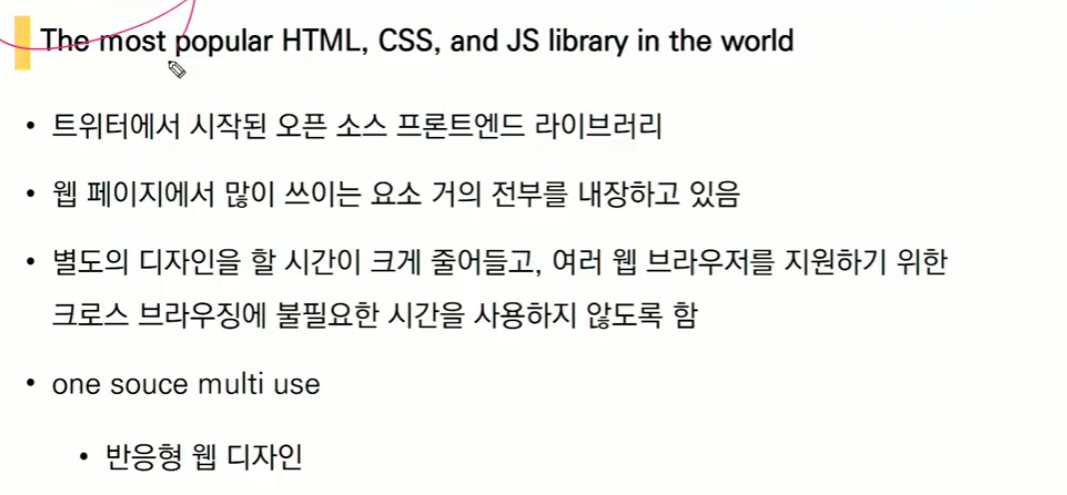 The most popular HTML, CSS, and JS library in the world
• 트위터에서 시작된 오픈 소스 프론트엔드 라이브러리
• 웹 페이지에서 많이 쓰이는 요소 거의 전부를 내장하고 있음
• 별도의 디자인을 할 시간이 크게 줄어들고, 여러 웹 브라우저를 지원하기 위한
크로스 브라우징에 불필요한 시간을 사용하지 않도록 함
• one souce multi use
• 반응형 웹 디자인